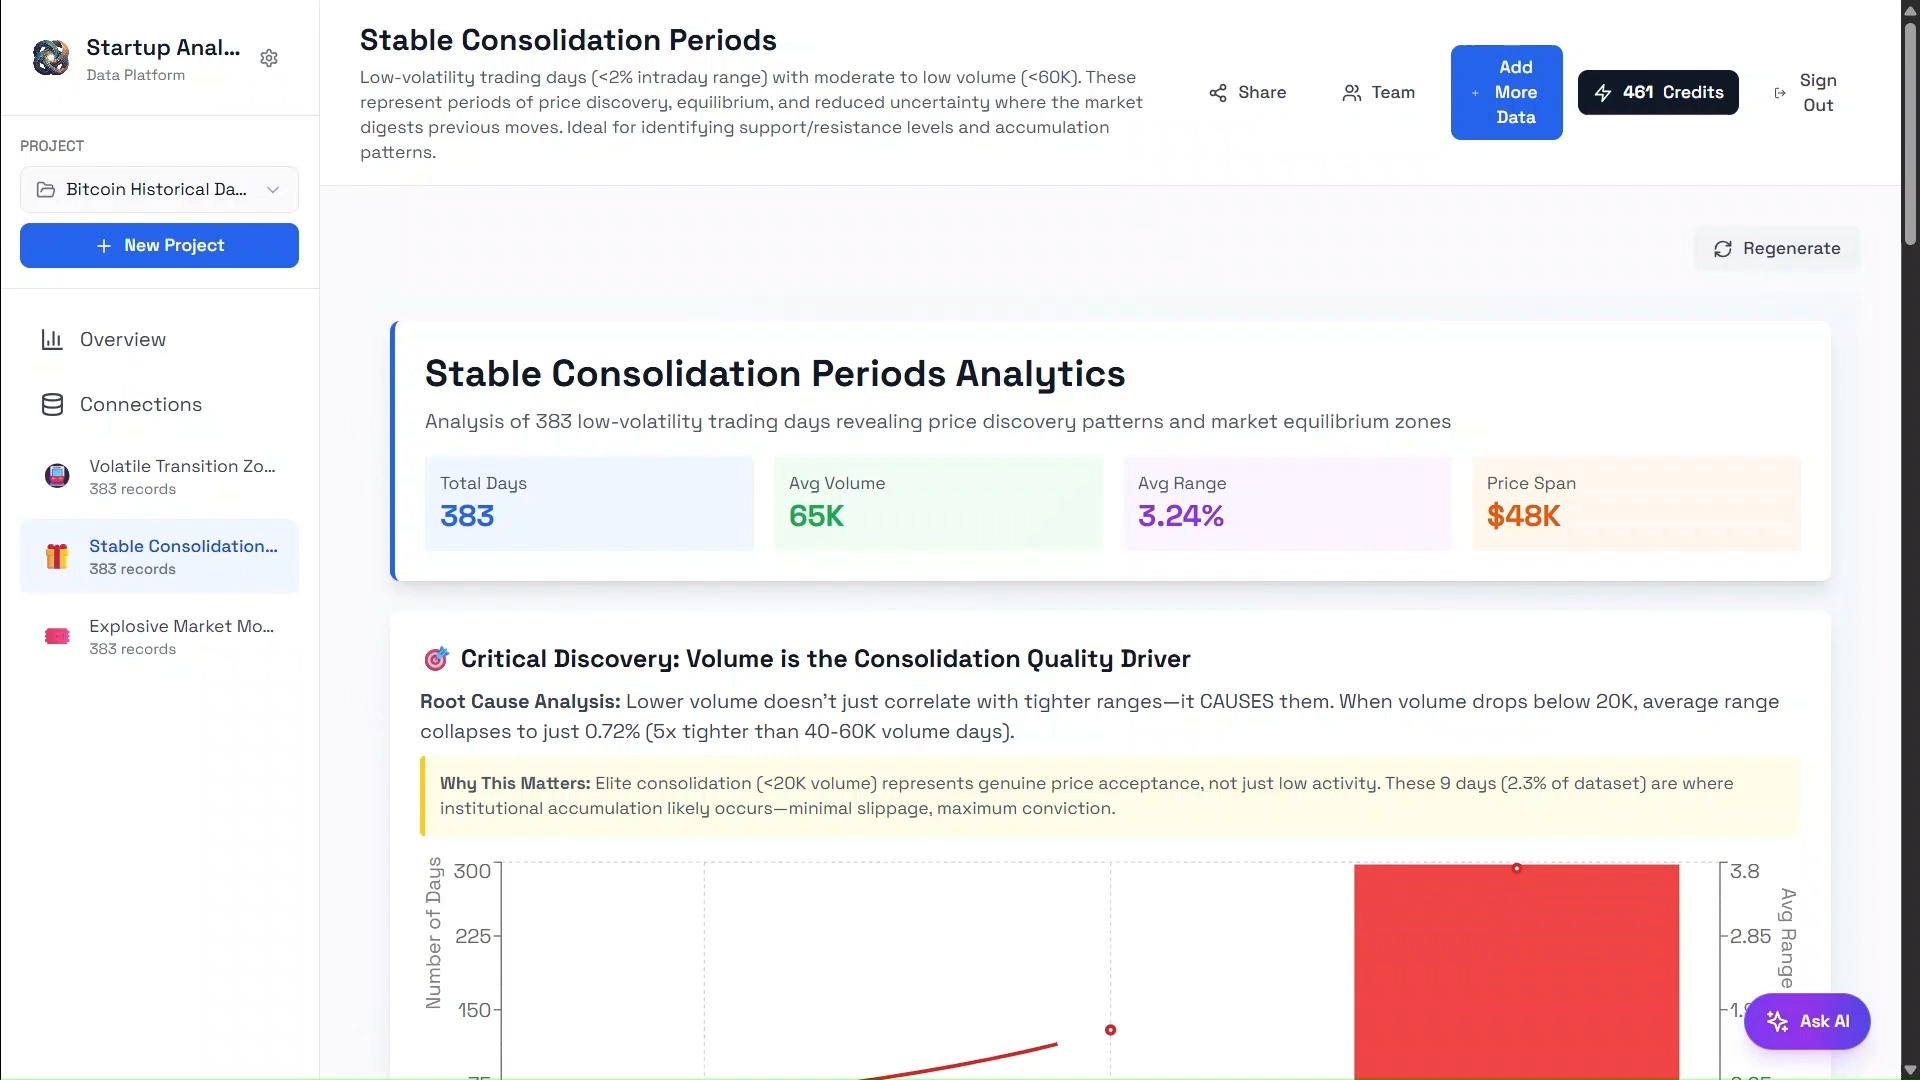 Startup Anal...
Data Platform
PROJECT
Bitcoin Historical Da...
New Project
Overview
Connections
Volatile Transition Zo...
383 records
Stable Consolidation...
383 records
Explosive Market Mo...
383 records
Stable Consolidation Periods
Low-volatility trading days (<2% intraday range) with moderate to low volume (<60K). These
represent periods of price discovery, equilibrium, and reduced uncertainty where the market
digests previous moves. Ideal for identifying support/resistance levels and accumulation
patterns.
Share
Team
Add
More
Data
461 Credits
Sign
Out
Regenerate
Stable Consolidation Periods Analytics
Analysis of 383 low-volatility trading days revealing price discovery patterns and market equilibrium zones
Total Days
383
Avg Volume
65K
Avg Range
3.24%
Price Span
$48K
Critical Discovery: Volume is the Consolidation Quality Driver
Root Cause Analysis: Lower volume doesn't just correlate with tighter ranges—it CAUSES them. When volume drops below 20K, average range
collapses to just 0.72% (5x tighter than 40-60K volume days).
Why This Matters: Elite consolidation (<20K volume) represents genuine price acceptance, not just low activity. These 9 days (2.3% of dataset) are where
institutional accumulation likely occurs—minimal slippage, maximum conviction.
Number of Days
300
225
150
3.8
2.85
Avg Range
Ask AI